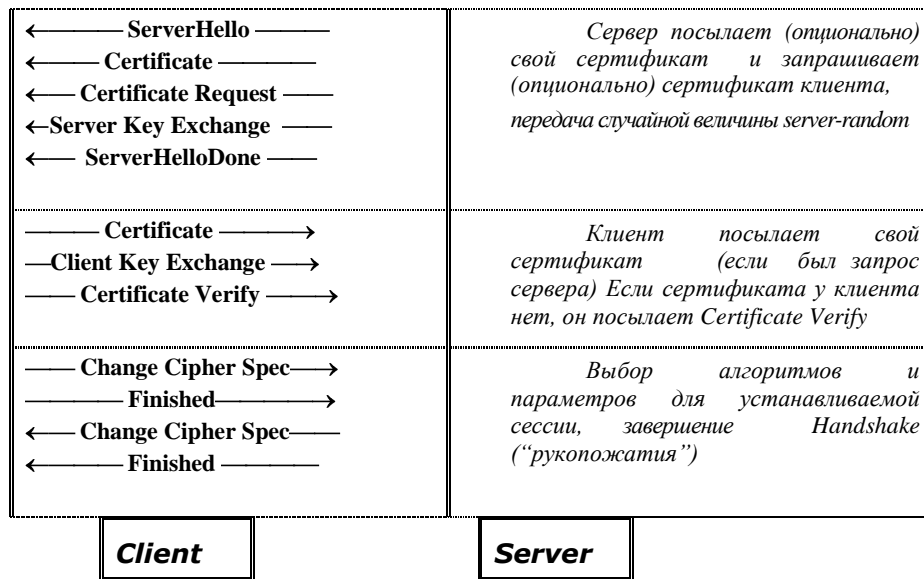 ← ServerHello
← Certificate
← Certificate Request
←Server Key Exchange
← ServerHelloDone
Сервер посылает (опционально)
свой сертификат и запрашивает
(опционально) сертификат клиента,
передача случайной величины server-random
Certificate →
Client Key Exchange →
Certificate Verify →
Клиент посылает свой
сертификат (если был запрос
сервера) Если сертификата у клиента
нет, он посылает Certificate Verify
Change Cipher Spec →
Finished →
← Change Cipher Spec
← Finished
Выбор алгоритмов и
параметров для устанавливаемой
сессии, завершение Handshake
(“рукопожатия”)
Client
Server